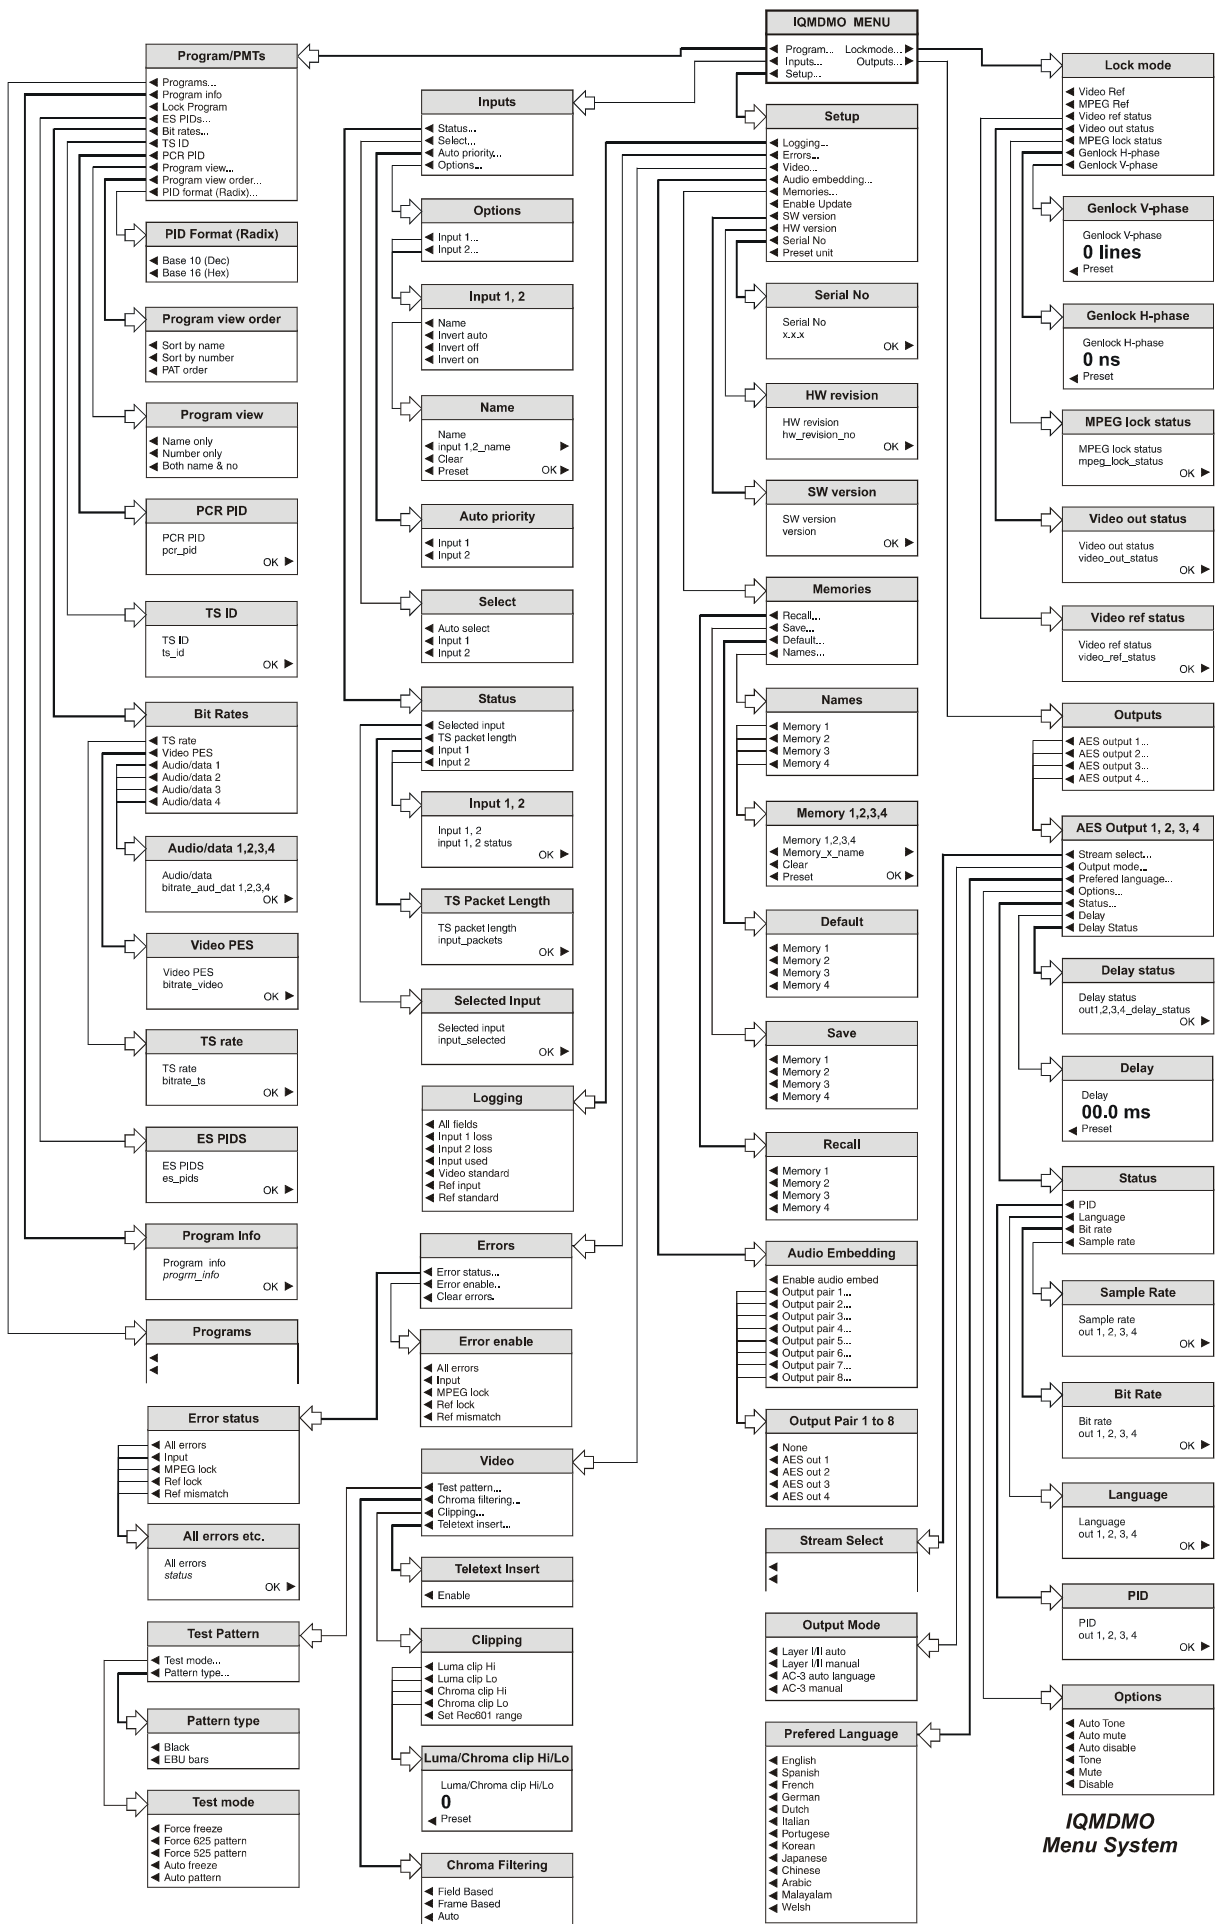 IQMDMO MENU
Program... Lockmode...
Inputs... Outputs...
Setup...
Program/PMTs
Programs...
Program info
Lock Program
ES PIDs...
Bit rates...
TS ID
PCR PID
Program view...
Program view order...
PID format (Radix)...
PID Format (Radix)
Base 10 (Dec)
Base 16 (Hex)
Program view order
Sort by name
Sort by number
PAT order
Program view
Name only
Number only
Both name & no
PCR PID
PCR PID
pcr_pid
OK
TS ID
TS ID
ts_id
OK
Bit Rates
TS rate
Video PES
Audio/data 1
Audio/data 2
Audio/data 3
Audio/data 4
Audio/data 1,2,3,4
Audio/data
bitrate_aud_dat 1,2,3,4
OK
Video PES
Video PES
bitrate_video
OK
TS rate
TS rate
bitrate_ts
OK
ES PIDS
ES PIDS
es_pids
OK
Program Info
Program info
progrm_info
OK
Programs
Error status
All errors
Input
MPEG lock
Ref lock
Ref mismatch
All errors etc.
All errors
status
OK
Test Pattern
Test mode...
Pattern type...
Pattern type
Black
EBU bars
Test mode
Force freeze
Force 625 pattern
Force 525 pattern
Auto freeze
Auto pattern
Inputs
Status...
Select...
Auto priority...
Options...
Options
Input 1...
Input 2...
Input 1, 2
Name
Invert auto
Invert off
Invert on
Name
Name
input 1,2_name
Clear
Preset OK
Auto priority
Input 1
Input 2
Select
Auto select
Input 1
Input 2
Status
Selected input
TS packet length
Input 1
Input 2
Input 1, 2
Input 1, 2
input 1, 2 status
OK
TS Packet Length
TS packet length
input_packets
OK
Selected Input
Selected input
input_selected
OK
Logging
All fields
Input 1 loss
Input 2 loss
Input used
Video standard
Ref input
Ref standard
Errors
Error status...
Error enable..
Clear errors.
Error enable
All errors
Input
MPEG lock
Ref lock
Ref mismatch
Video
Test pattern...
Chroma filtering...
Clipping...
Teletext insert...
Teletext Insert
Enable
Clipping
Luma clip Hi
Luma clip Lo
Chroma clip Hi
Chroma clip Lo
Set Rec601 range
Luma/Chroma clip Hi/Lo
Luma/Chroma clip Hi/Lo
0
Preset
Chroma Filtering
Field Based
Frame Based
Auto
Setup
Logging...
Errors...
Video...
Audio embedding...
Memories...
Enable Update
SW version
HW version
Serial No
Preset unit
Serial No
Serial No
x.x.x
OK
HW revision
HW revision
hw_revision_no
OK
SW version
SW version
version
OK
Memories
Recall...
Save...
Default...
Names...
Names
Memory 1
Memory 2
Memory 3
Memory 4
Memory 1,2,3,4
Memory 1,2,3,4
Memory_x_name
Clear
Preset OK
Default
Memory 1
Memory 2
Memory 3
Memory 4
Save
Memory 1
Memory 2
Memory 3
Memory 4
Recall
Memory 1
Memory 2
Memory 3
Memory 4
Audio Embedding
Enable audio embed
Output pair 1...
Output pair 2...
Output pair 3...
Output pair 4...
Output pair 5...
Output pair 6...
Output pair 7...
Output pair 8...
Output Pair 1 to 8
None
AES out 1
AES out 2
AES out 3
AES out 4
Stream Select
Output Mode
Layer I/II auto
Layer I/II manual
AC-3 auto language
AC-3 manual
Prefered Language
English
Spanish
French
German
Dutch
Italian
Portugese
Korean
Japanese
Chinese
Arabic
Malayalam
Welsh
Lock mode
Video Ref
MPEG Ref
Video ref status
Video out status
MPEG lock status
Genlock H-phase
Genlock V-phase
Genlock V-phase
Genlock V-phase
0 lines
Preset
Genlock H-phase
Genlock H-phase
0 ns
Preset
MPEG lock status
MPEG lock status
mpeg_lock_status
OK
Video out status
Video out status
video_out_status
OK
Video ref status
Video ref status
video_ref_status
OK
Outputs
AES output 1...
AES output 2...
AES output 3...
AES output 4...
AES Output 1, 2, 3, 4
Stream select...
Output mode...
Prefered language...
Options...
Status...
Delay
Delay Status
Delay status
Delay status
out1,2,3,4_delay_status
OK
Delay
Delay
00.0 ms
Preset
Status
PID
Language
Bit rate
Sample rate
Sample Rate
Sample rate
out 1, 2, 3, 4
OK
Bit Rate
Bit rate
out 1, 2, 3, 4
OK
Language
Language
out 1, 2, 3, 4
OK
PID
PID
out 1, 2, 3, 4
OK
Options
Auto Tone
Auto mute
Auto disable
Tone
Mute
Disable
IQMDMO
Menu System